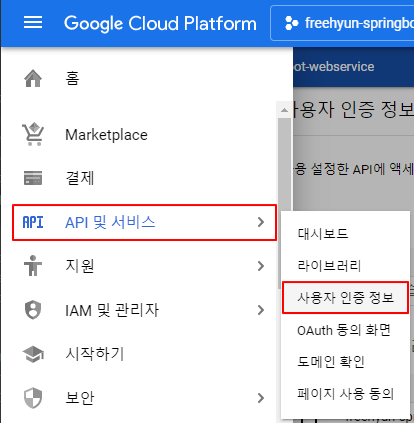 Google Cloud Platform
freehyun-springbo
ot-webservice
홈
사용자 인증 정보
Marketplace
결제
용 설정한 API에 액세
API API 및 서비스
대시보드
지원
라이브러리
사용자 인증 정보
IAM 및 관리자
OAuth 동의 화면
시작하기
도메인 확인
보안
페이지 사용 동의